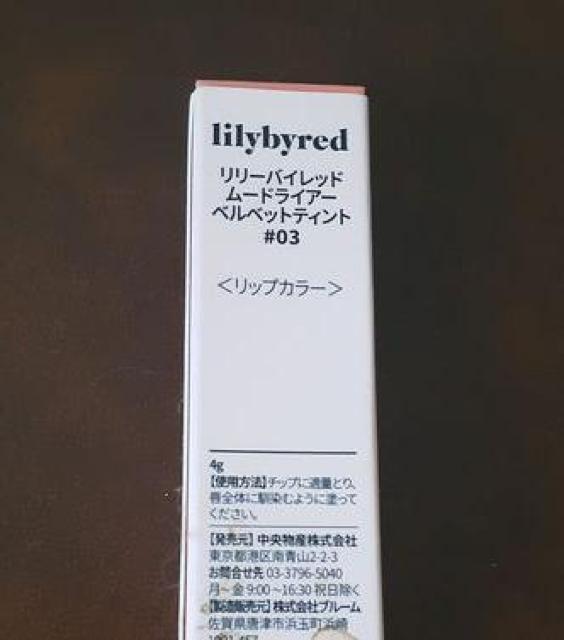 lilybyred
リリーバイレッド
ムードライアー
ベルベットティント
#03
＜リップカラー＞
4g
【使用方法】チップに適量とり、
唇全体に馴染むように塗って
ください。
【発売元】中央物産株式会社
東京都港区南青山2-2-3
お問合せ先 03-3796-5040
月~金 9:00~16:30 祝日除く
【製造販売元】株式会社ブルーム
佐賀県唐津市浜玉町浜崎